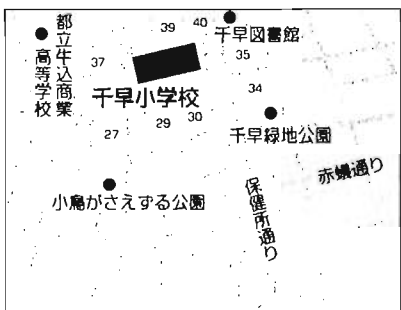 都立牛込商業
高等学校
39
40
千早図書館
37
35
34
千早小学校
27
29
30
千早緑地公園
小鳥がさえずる公園
保健所通り
赤蟻通り